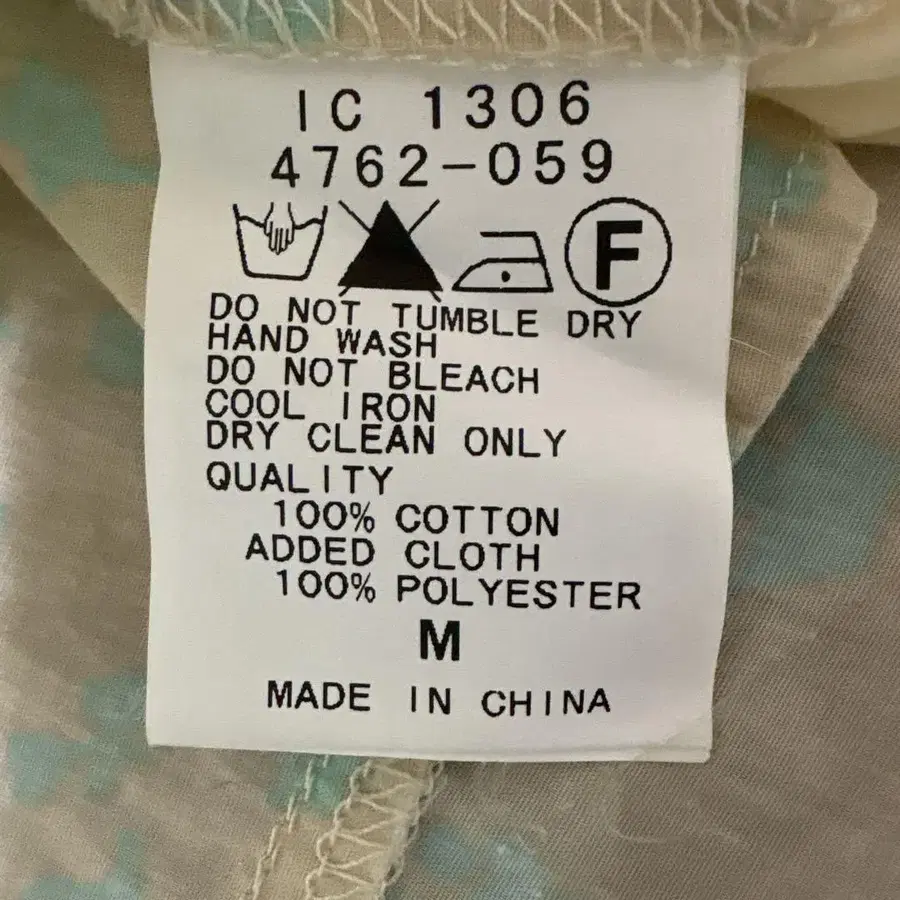 IC 1306
4762-059
F
DO NOT TUMBLE DRY
HAND WASH
DO NOT BLEACH
COOL IRON
DRY CLEAN ONLY
QUALITY
100% COTTON
ADDED CLOTH
100% POLYESTER
M
MADE IN CHINA